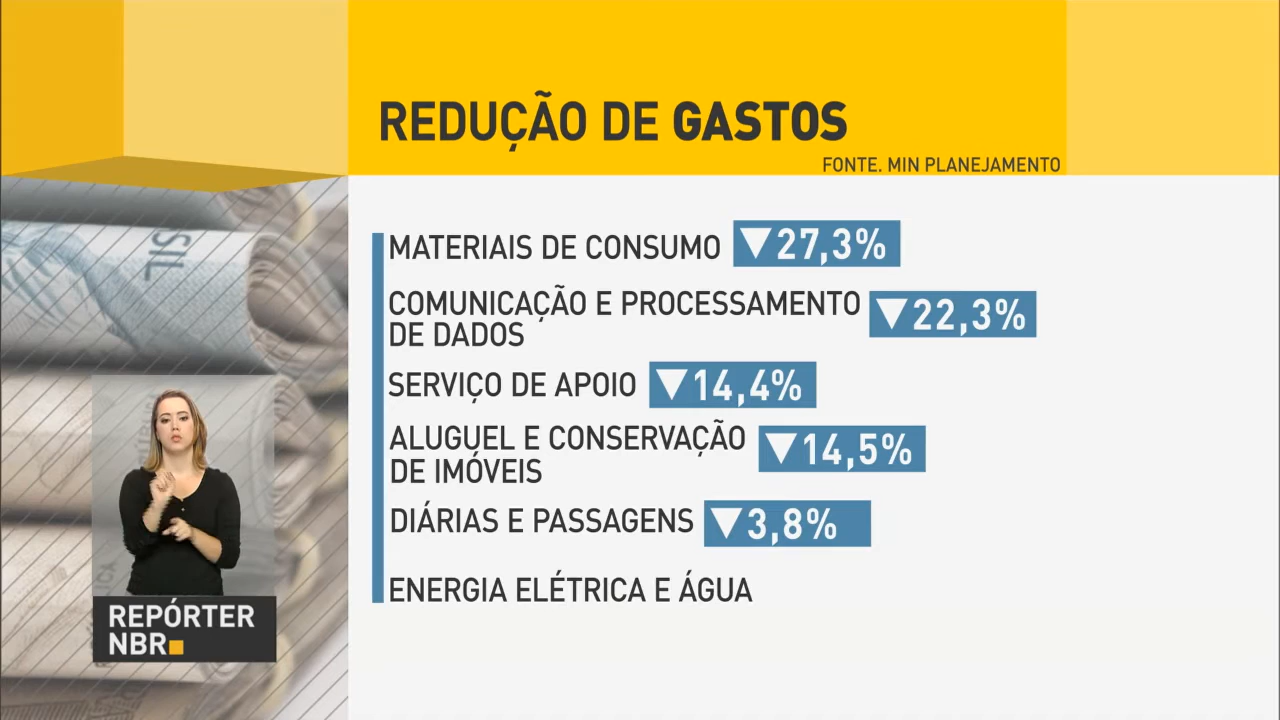 REDUÇÃO DE GASTOS
FONTE. MIN PLANEJAMENTO
MATERIAIS DE CONSUMO ▼27,3%
COMUNICAÇÃO E PROCESSAMENTO
DE DADOS ▼22,3%
SERVIÇO DE APOIO ▼14,4%
ALUGUEL E CONSERVAÇÃO
DE IMÓVEIS ▼14,5%
DIÁRIAS E PASSAGENS ▼3,8%
ENERGIA ELÉTRICA E ÁGUA
SIL
REPÓRTER
NBR